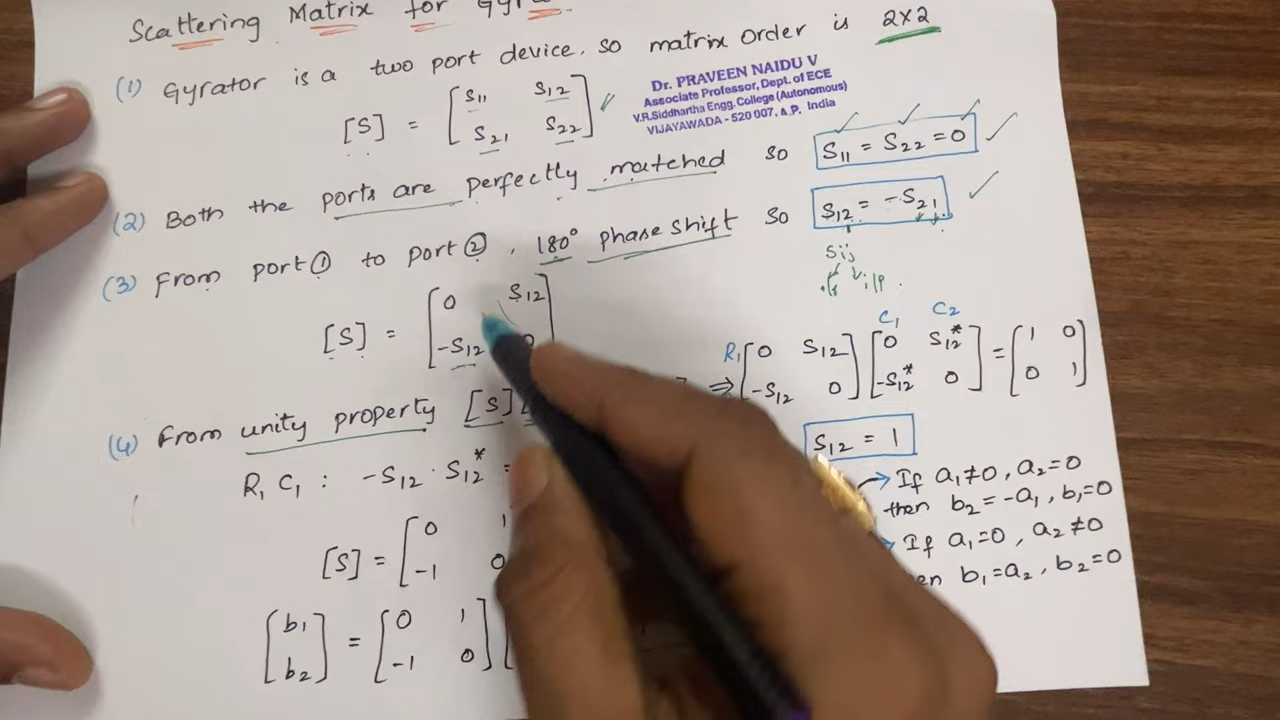 Scattering Matrix for
(1) Gyrator is a two port device, so matrix order is 2x2
[S] = [S11 S12
S21 S22]
Dr. PRAVEEN NAIDU V
Associate Professor, Dept. of ECE
V.R.Siddhartha Engg. College (Autonomous)
VIJAYAWADA - 520 007, A.P. India
(2) Both the ports are perfectly matched so S11 = S22 = 0
(3) From port ① to port ②, 180° phase shift so S12 = -S21
Sij
i/p
[S] = [0 S12
-S12 0]
C1 C2
R1 [0 S12
-S12 0] [0 S12*
-S12* 0] = [1 0
0 1]
(4) From unity property [S]
S12 = 1
R1 C1 : -S12 · S12* =
→ If a1≠0, a2=0
then b2=-a1, b1=0
[S] = [0 1
-1 0
If a1=0, a2≠0
b1=a2, b2=0
[b1
b2] = [0 1
-1 0] [